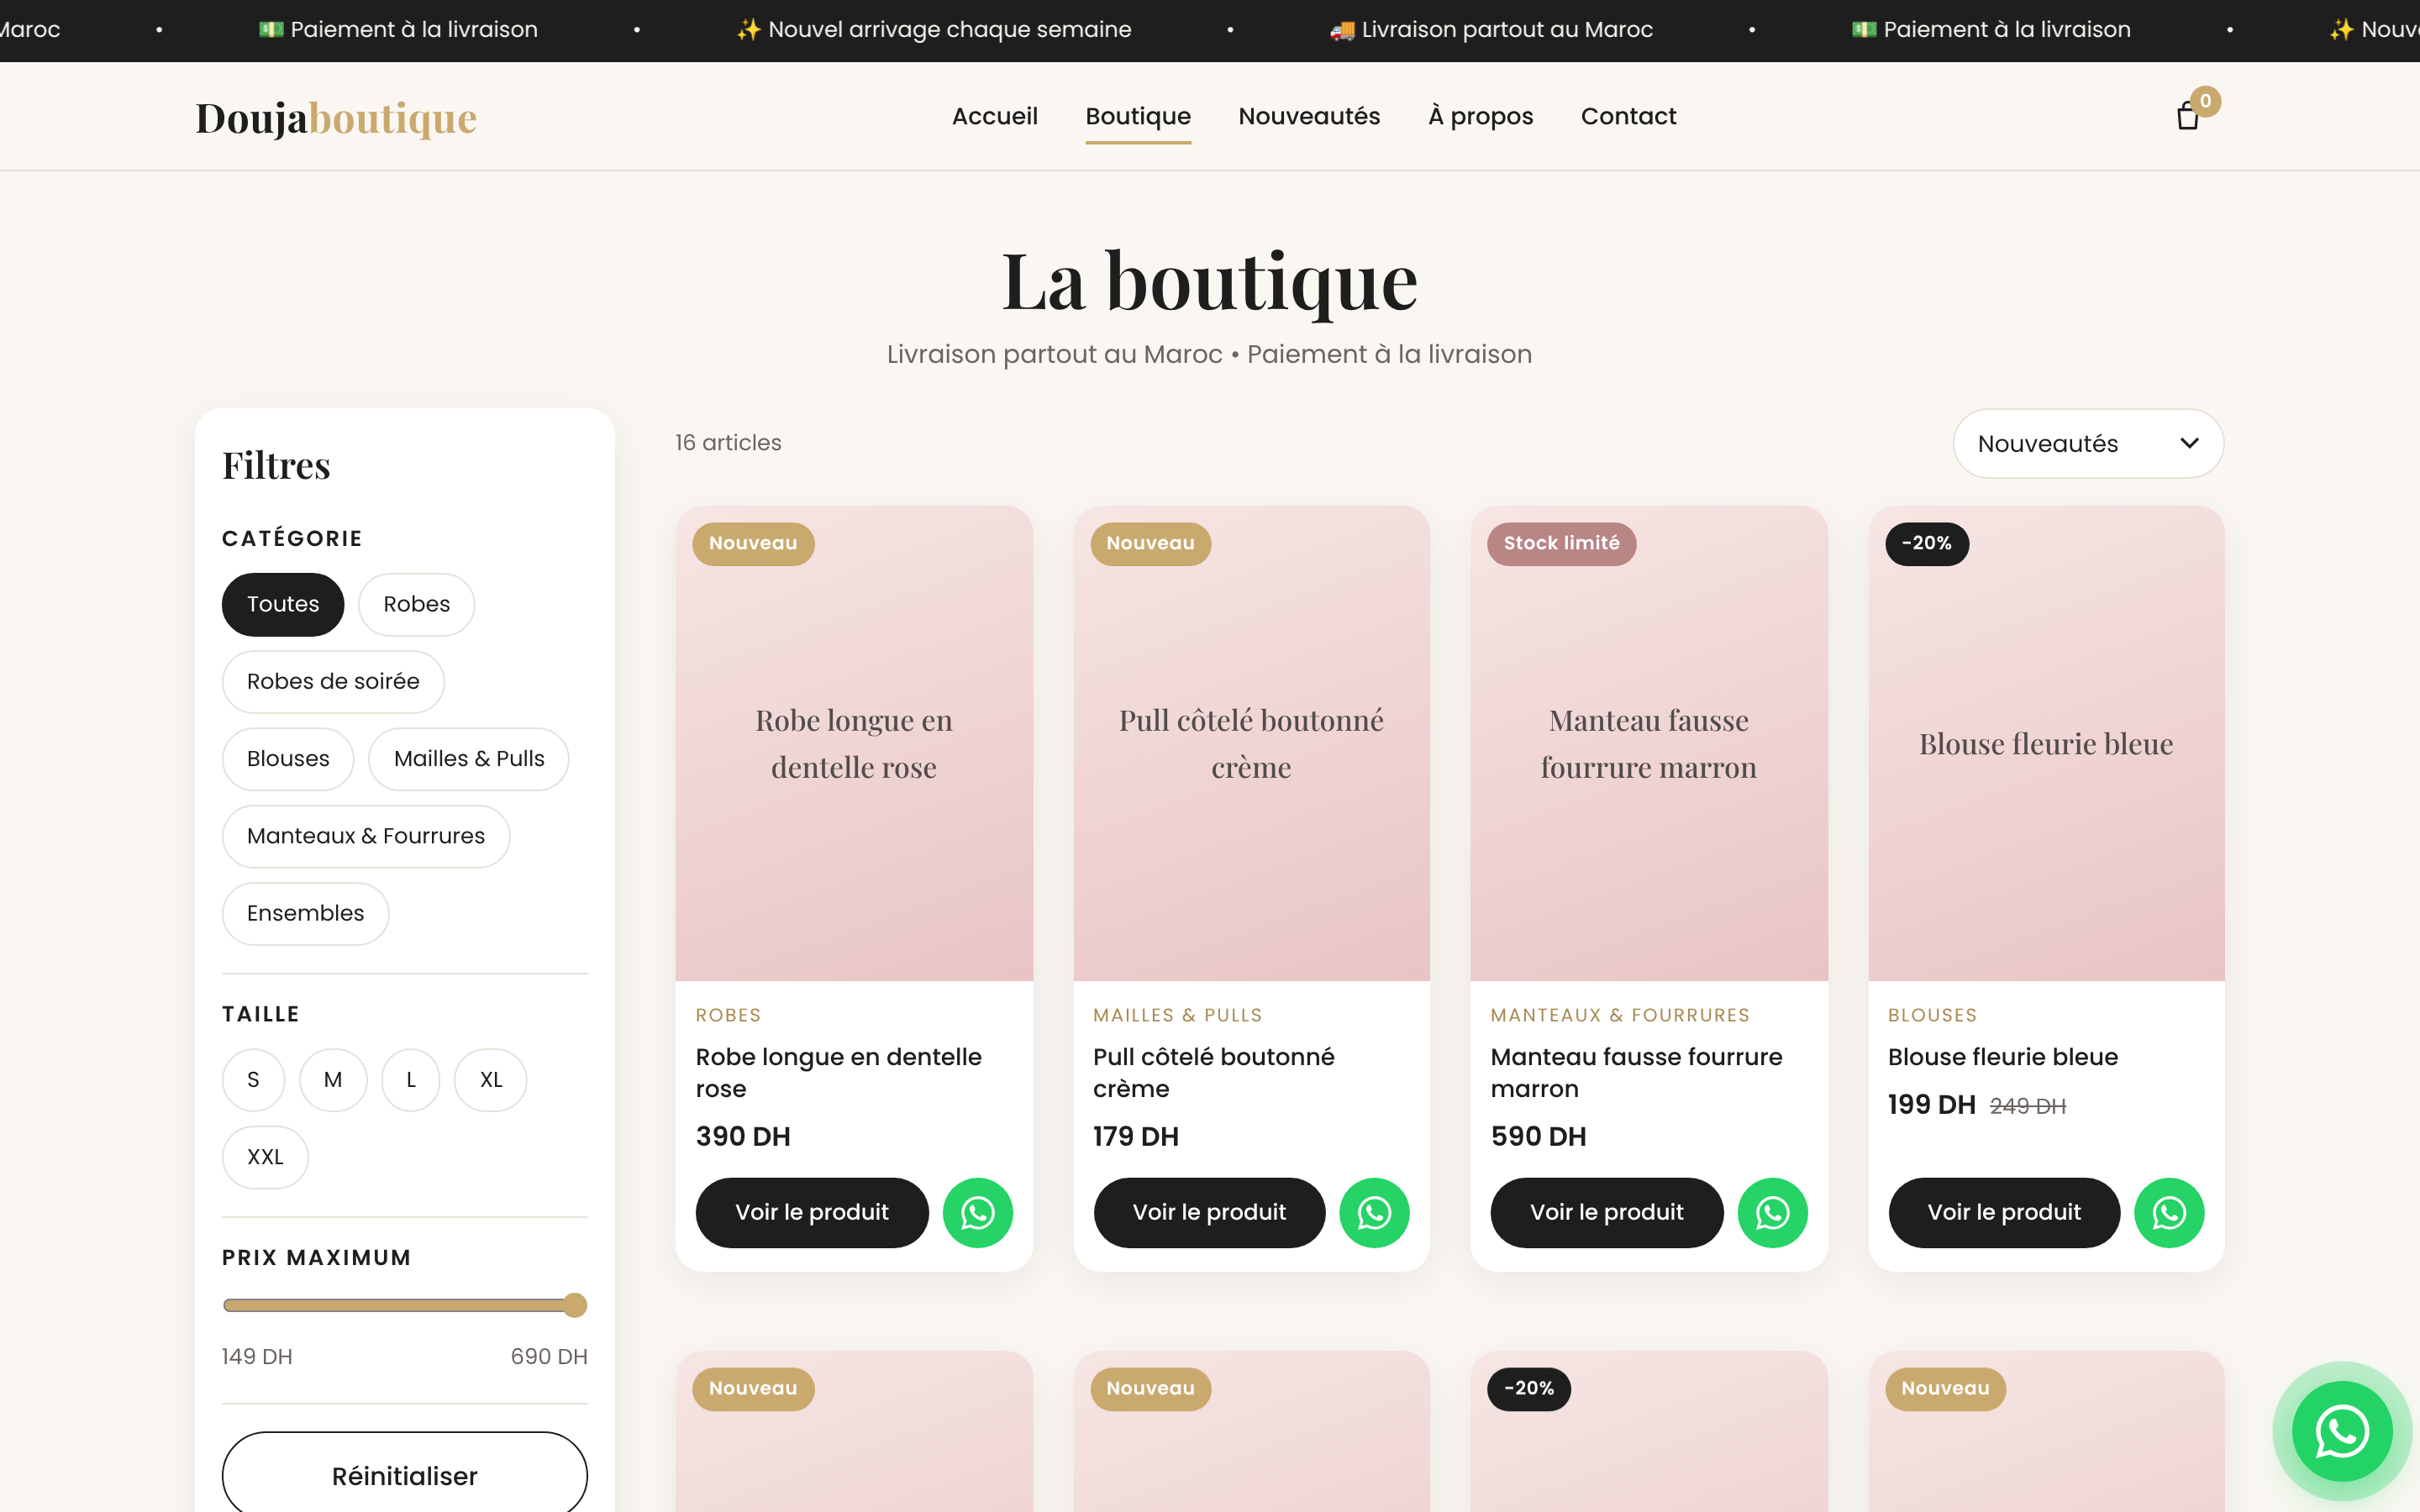 Maroc • 💵 Paiement à la livraison • ✨ Nouvel arrivage chaque semaine • 🚚 Livraison partout au Maroc • 💵 Paiement à la livraison • ✨
Doujaboutique
Accueil Boutique Nouveautés À propos Contact
0
La boutique
Livraison partout au Maroc • Paiement à la livraison
Filtres
CATÉGORIE
Toutes Robes
Robes de soirée
Blouses Mailles & Pulls
Manteaux & Fourrures
Ensembles
TAILLE
S M L XL
XXL
PRIX MAXIMUM
149 DH 690 DH
Réinitialiser
16 articles
Nouveautés
Nouveau
Robe longue en
dentelle rose
ROBES
Robe longue en dentelle
rose
390 DH
Voir le produit
Nouveau
Pull côtelé boutonné
crème
MAILLES & PULLS
Pull côtelé boutonné
crème
179 DH
Voir le produit
Stock limité
Manteau fausse
fourrure marron
MANTEAUX & FOURRURES
Manteau fausse fourrure
marron
590 DH
Voir le produit
-20%
Blouse fleurie bleue
BLOUSES
Blouse fleurie bleue
199 DH 249 DH
Voir le produit
Nouveau
Nouveau
-20%
Nouveau